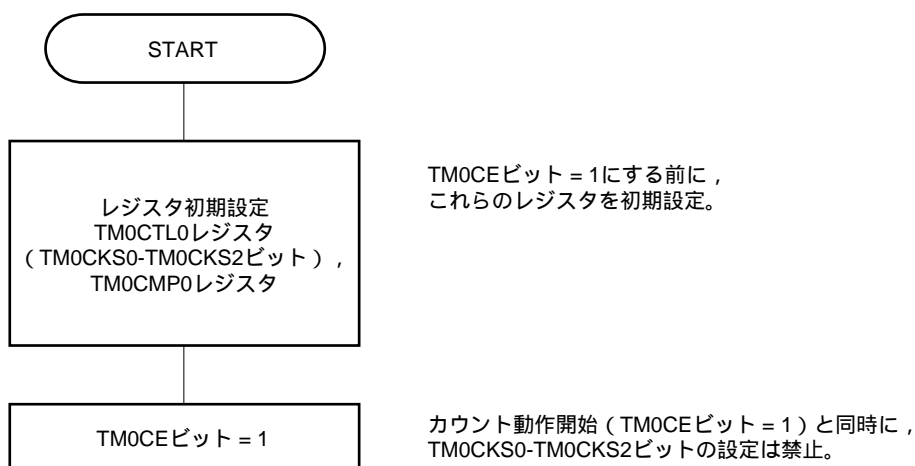 START
レジスタ初期設定
TM0CTL0レジスタ
（TM0CKS0-TM0CKS2ビット），
TM0CMP0レジスタ
TM0CEビット = 1にする前に，
これらのレジスタを初期設定。
TM0CEビット = 1
カウント動作開始（TM0CEビット = 1）と同時に，
TM0CKS0-TM0CKS2ビットの設定は禁止。